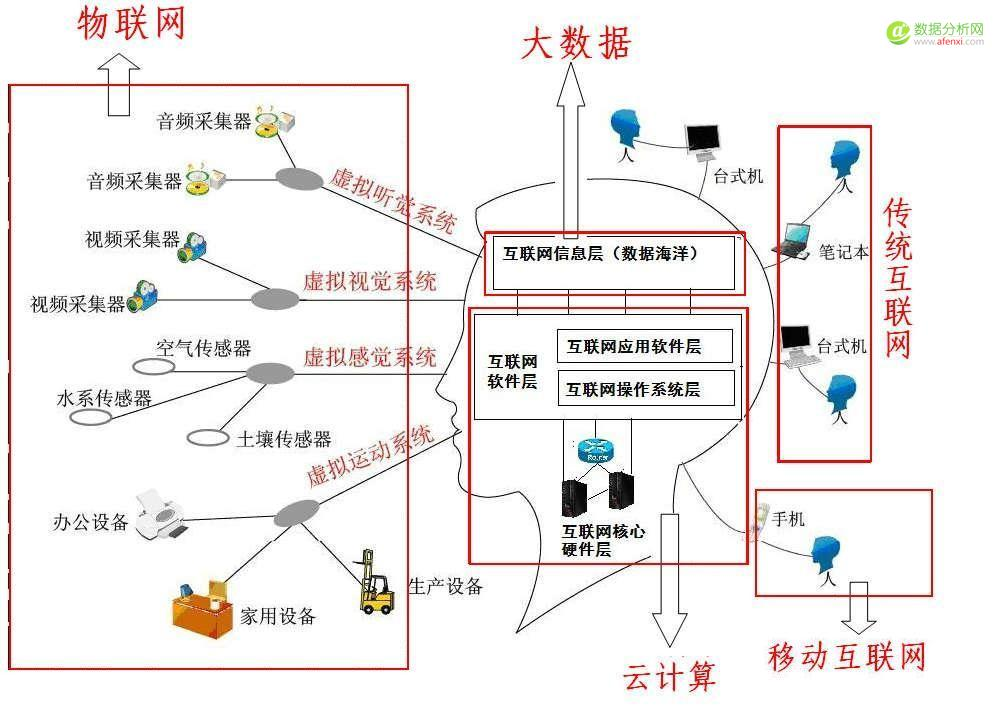 物联网
大数据
数据分析网
www.afenxi.com
音频采集器
人
台式机
音频采集器
虚拟听觉系统
人
传统互联网
视频采集器
互联网信息层（数据海洋）
笔记本
虚拟视觉系统
视频采集器
空气传感器
虚拟感觉系统
互联网
软件层
互联网应用软件层
互联网操作系统层
台式机
水系传感器
人
土壤传感器
虚拟运动系统
Router
办公设备
互联网核心
硬件层
手机
人
生产设备
家用设备
云计算
移动互联网